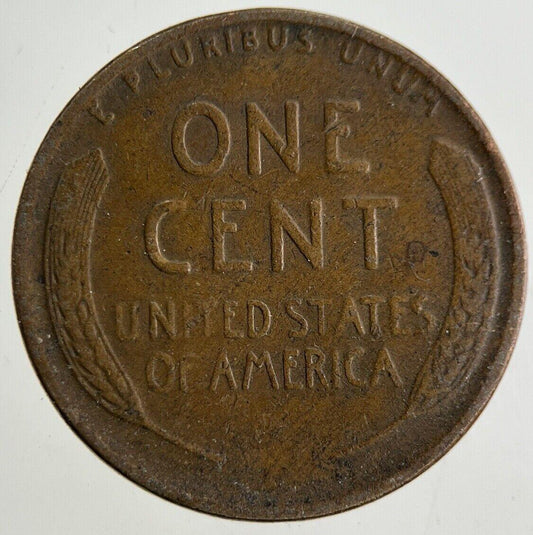 E PLURIBUS UNUM
ONE
CENT
UNITED STATES
OF AMERICA